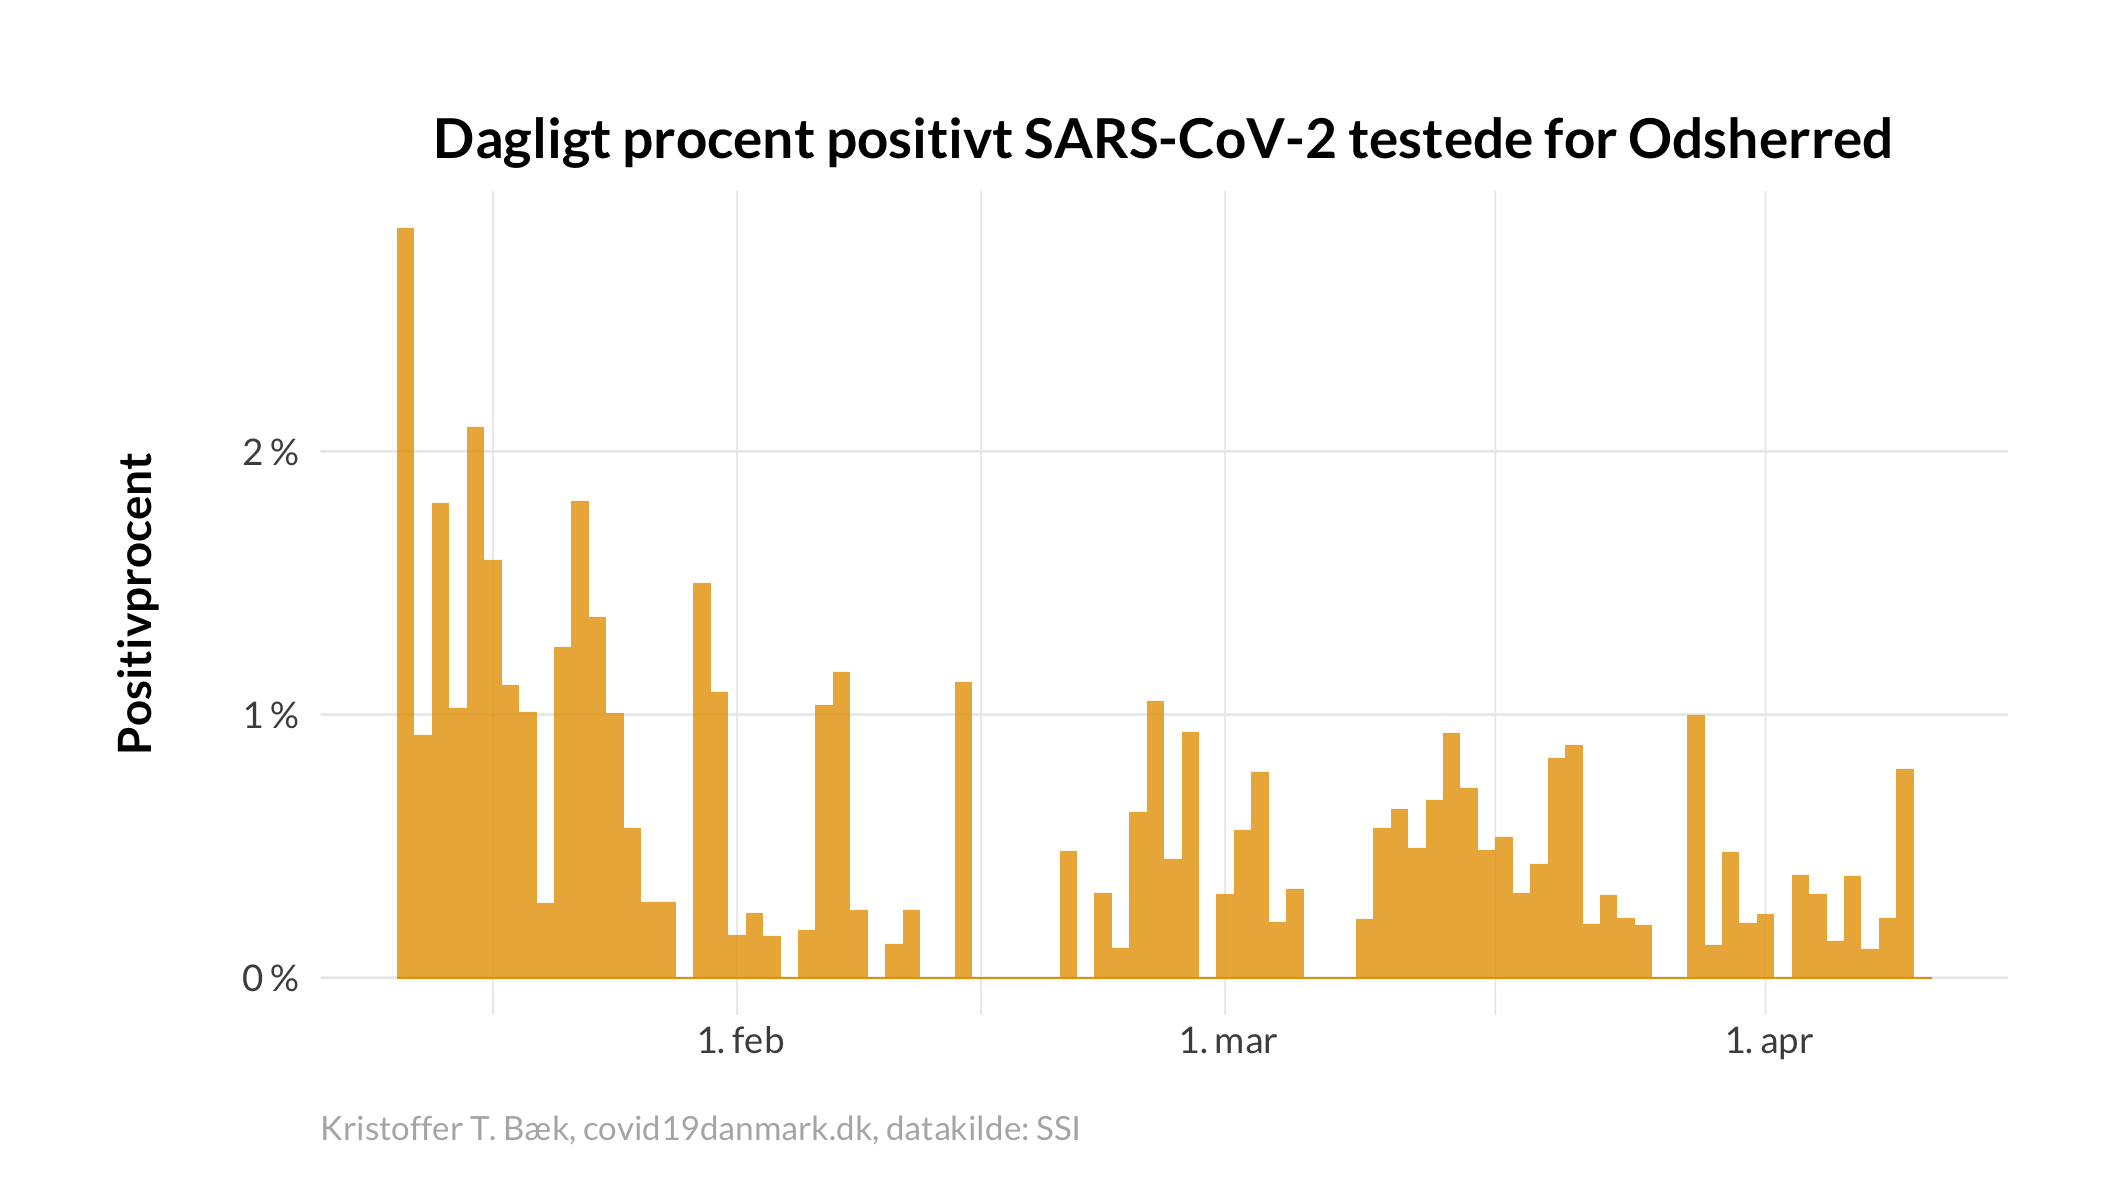 Dagligt procent positivt SARS-CoV-2 testede for Odsherred
Positivprocent
2 %
1 %
0 %
1. feb
1. mar
1. apr
Kristoffer T. Bæk, covid19danmark.dk, datakilde: SSI